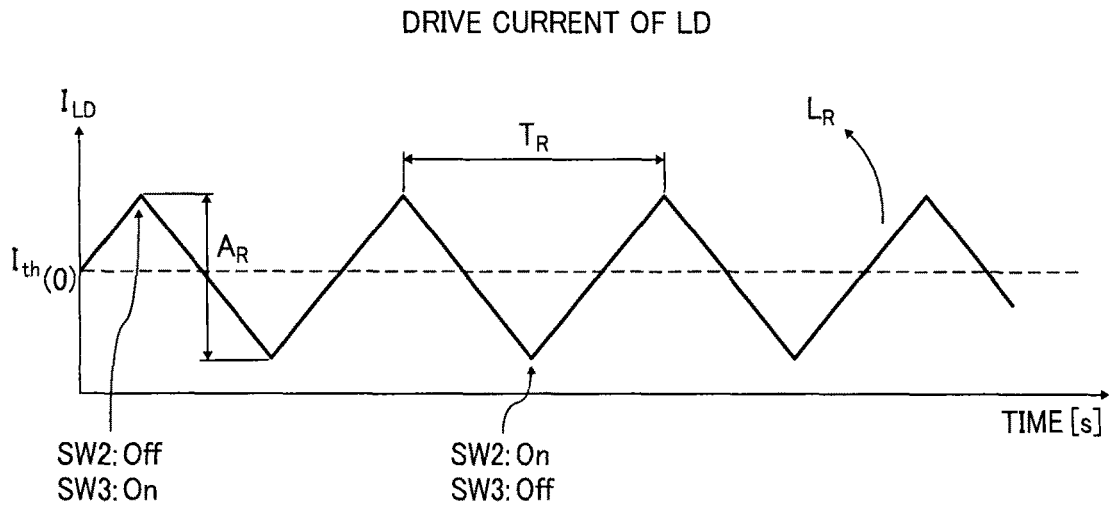 DRIVE CURRENT OF LD
I_LD
T_R
L_R
A_R
I_th(0)
TIME [s]
SW2: Off
SW3: On
SW2: On
SW3: Off